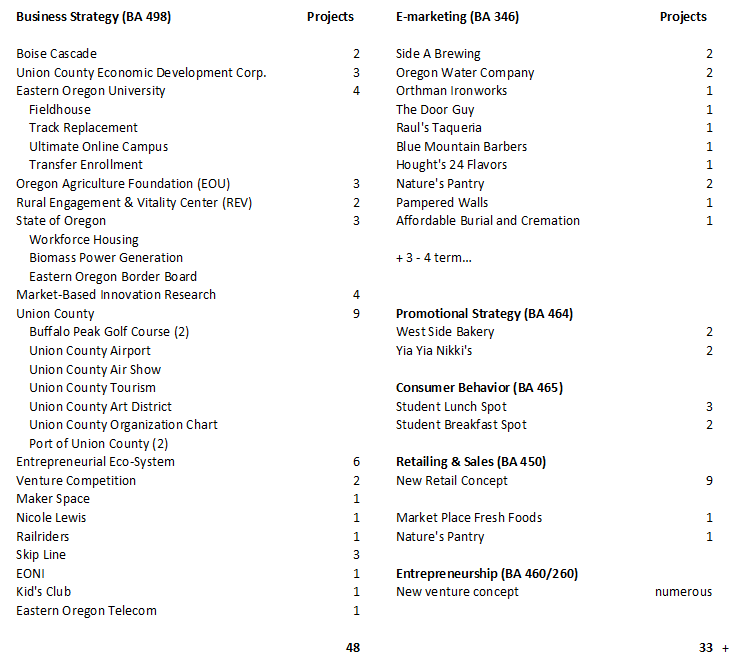 Business Strategy (BA 498) Projects
Boise Cascade 2
Union County Economic Development Corp. 3
Eastern Oregon University 4
Fieldhouse
Track Replacement
Ultimate Online Campus
Transfer Enrollment
Oregon Agriculture Foundation (EOU) 3
Rural Engagement & Vitality Center (REV) 2
State of Oregon 3
Workforce Housing
Biomass Power Generation
Eastern Oregon Border Board
Market-Based Innovation Research 4
Union County 9
Buffalo Peak Golf Course (2)
Union County Airport
Union County Air Show
Union County Tourism
Union County Art District
Union County Organization Chart
Port of Union County (2)
Entrepreneurial Eco-System 6
Venture Competition 2
Maker Space 1
Nicole Lewis 1
Railriders 1
Skip Line 3
EONI 1
Kid's Club 1
Eastern Oregon Telecom 1
48
E-marketing (BA 346) Projects
Side A Brewing 2
Oregon Water Company 2
Orthman Ironworks 1
The Door Guy 1
Raul's Taqueria 1
Blue Mountain Barbers 1
Hought's 24 Flavors 1
Nature's Pantry 2
Pampered Walls 1
Affordable Burial and Cremation 1
+ 3 - 4 term...
Promotional Strategy (BA 464)
West Side Bakery 2
Yia Yia Nikki's 2
Consumer Behavior (BA 465)
Student Lunch Spot 3
Student Breakfast Spot 2
Retailing & Sales (BA 450)
New Retail Concept 9
Market Place Fresh Foods 1
Nature's Pantry 1
Entrepreneurship (BA 460/260)
New venture concept numerous
33 +